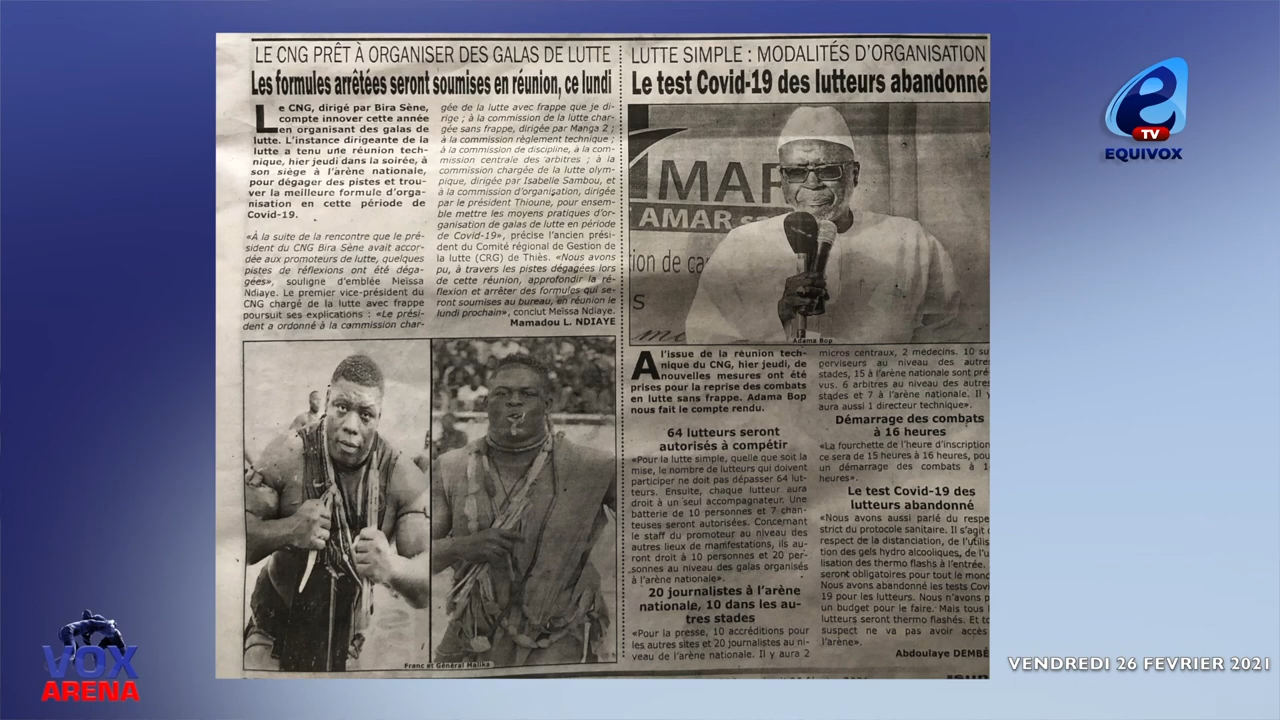 LE CNG PRÊT À ORGANISER DES GALAS DE LUTTE
Les formules arrêtées seront soumises en réunion, ce lundi
Le CNG, dirigé par Bira Sène,
compte innover cette année
en organisant des galas de
lutte. L'instance dirigeante de la
lutte a tenu une réunion tech-
nique, hier jeudi dans la soirée, à
son siège à l'arène nationale,
pour dégager des pistes et trou-
ver la meilleure formule d'orga-
nisation en cette période de
Covid-19.
«À la suite de la rencontre que le pré-
sident du CNG Bira Sène avait accor-
dée aux promoteurs de lutte, quelques
pistes de réflexions ont été déga-
gées», souligne d'emblée Meïssa
Ndiaye. Le premier vice-président du
CNG chargé de la lutte avec frappe
poursuit ses explications : «Le prési-
dent a ordonné à la cammission char-
gée de la lutte avec frappe que je di-
rige ; à la commission de la lutte char-
gée sans frappe, dirigée par Manga 2 ;
à la commission règlement technique ;
à la commission de discipline, à la com-
mission centrale des arbitres ; à la
commission chargée de la lutte olym-
pique, dirigée par Isabelle Sambou, et
à la commission d'organisation, dirigée
par le président Thioune, pour ensem-
ble mettre les moyens pratiques d'or-
ganisation de galas de lutte en période
de Covid-19», précise l'ancien prési-
dent du Comité régional de Gestion de
la lutte (CRG) de Thiès. «Nous avons
pu, à travers les pistes dégagées lors
de cette réunion, approfondir la ré-
flexion et arrêter des formules qui se-
ront soumises au bureau, en réunion le
lundi prochain», conclut Meïssa Ndiaye.
Mamadou L. NDIAYE
Franc et Général Malika
LUTTE SIMPLE : MODALITÉS D'ORGANISATION
Le test Covid-19 des lutteurs abandonné
MAR
AMAR
tion de ca
S
Adama Bop
A l'issue de la réunion tech-
nique du CNG, hier jeudi, de
nouvelles mesures ont été
prises pour la reprise des combats
en lutte sans frappe. Adama Bop
nous fait le compte rendu.
64 lutteurs seront
autorisés à compétir
«Pour la lutte simple, quelle que soit la
mise, le nombre de lutteurs qui doivent
participer ne doit pas dépasser 64 lut-
teurs. Ensuite, chaque lutteur aura
droit à un seul accompagnateur. Une
batterie de 10 personnes et 7 chan-
teuses seront autorisées. Concernant
le staff du promoteur au niveau des
autres lieux de manifestations, ils au-
ront droit à 10 personnes et 20 per-
sonnes au niveau des galas organisés
à l'arène nationale».
20 journalistes à l'arène
nationale, 10 dans les au-
tres stades
«Pour la presse, 10 accréditions pour
les autres sites et 20 journalistes au ni-
veau de l'arène nationale. Il y aura 2
micros centraux, 2 médecins. 10 su
perviseurs au niveau des autres
stades, 15 à l'arène nationale sont pré-
vus. 6 arbitres au niveau des autres
stades et 7 à l'arène nationale. Il y
aura aussi 1 directeur technique».
Démarrage des combats
à 16 heures
«La fourchette de l'heure d'inscription
ce sera de 15 heures à 16 heures, pou
un démarrage des combats à 1
heures».
Le test Covid-19 des
lutteurs abandonné
«Nous avons aussi parlé du respe
strict du protocole sanitaire. Il s'agit d
respect de la distanciation, de l'utilis
tion des gels hydro alcooliques, de l'u
lisation des thermo flashs à l'entrée.
seront obligatoires pour tout le mond
Nous avons abandonné les tests Covi
19 pour les lutteurs. Nous n'avons p
un budget pour le faire. Mais tous l
lutteurs seront thermo flashés. Et to
suspect ne va pas avoir accès
l'arène».
Abdoulaye DEMBÉ
e
TV
EQUIVOX
VOX
ARENA
VENDREDI 26 FEVRIER 2021